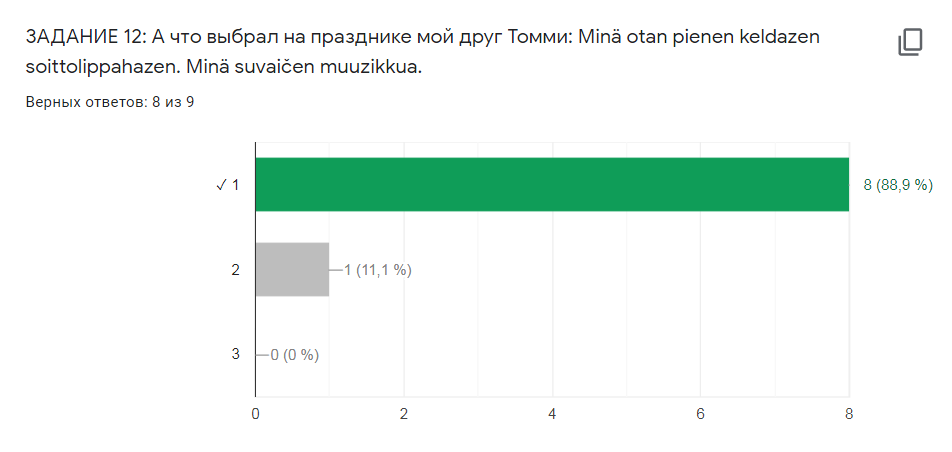 ЗАДАНИЕ 12: А что выбрал на празднике мой друг Томми: Minä otan pienen keldazen
soittolippahazen. Minä suvaičen muuzikkua.
Верных ответов: 8 из 9
✓ 1
8 (88,9 %)
2
1 (11,1 %)
3
0 (0 %)
0 2 4 6 8